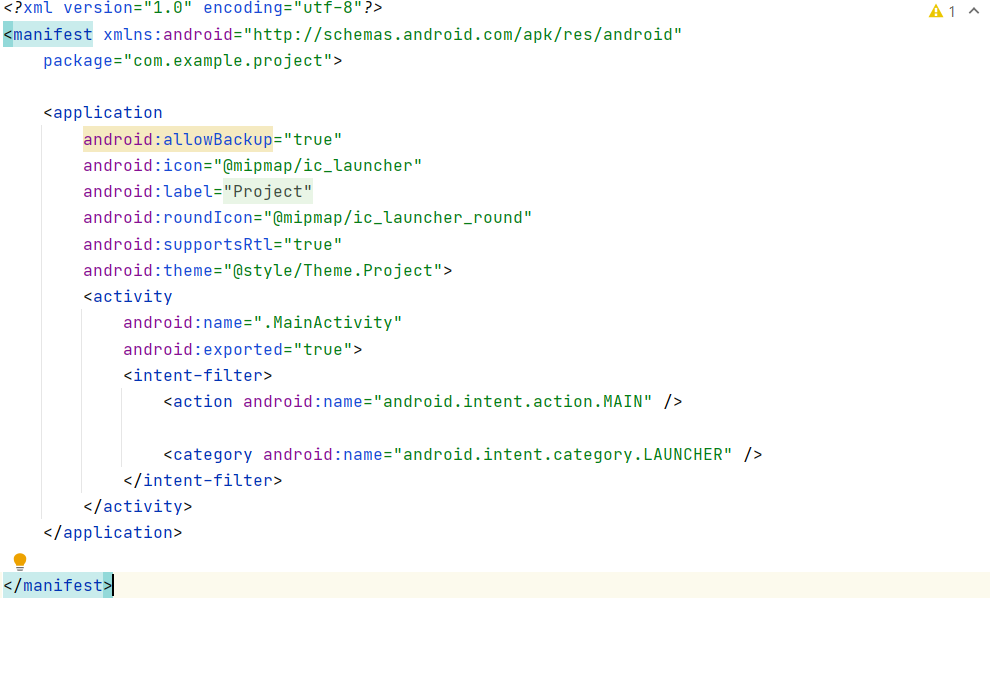 <?xml version="1.0" encoding="utf-8"?>
1
<manifest xmlns:android="http://schemas.android.com/apk/res/android"
    package="com.example.project">

    <application
        android:allowBackup="true"
        android:icon="@mipmap/ic_launcher"
        android:label="Project"
        android:roundIcon="@mipmap/ic_launcher_round"
        android:supportsRtl="true"
        android:theme="@style/Theme.Project">
        <activity
            android:name=".MainActivity"
            android:exported="true">
            <intent-filter>
                <action android:name="android.intent.action.MAIN" />

                <category android:name="android.intent.category.LAUNCHER" />
            </intent-filter>
        </activity>
    </application>

</manifest>